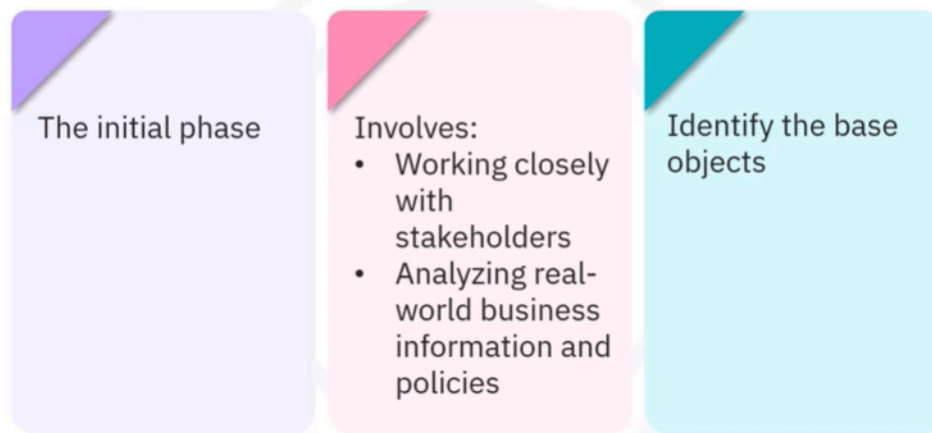 The initial phase
Involves:
• Working closely
with
stakeholders
• Analyzing real-
world business
information and
policies
Identify the base
objects